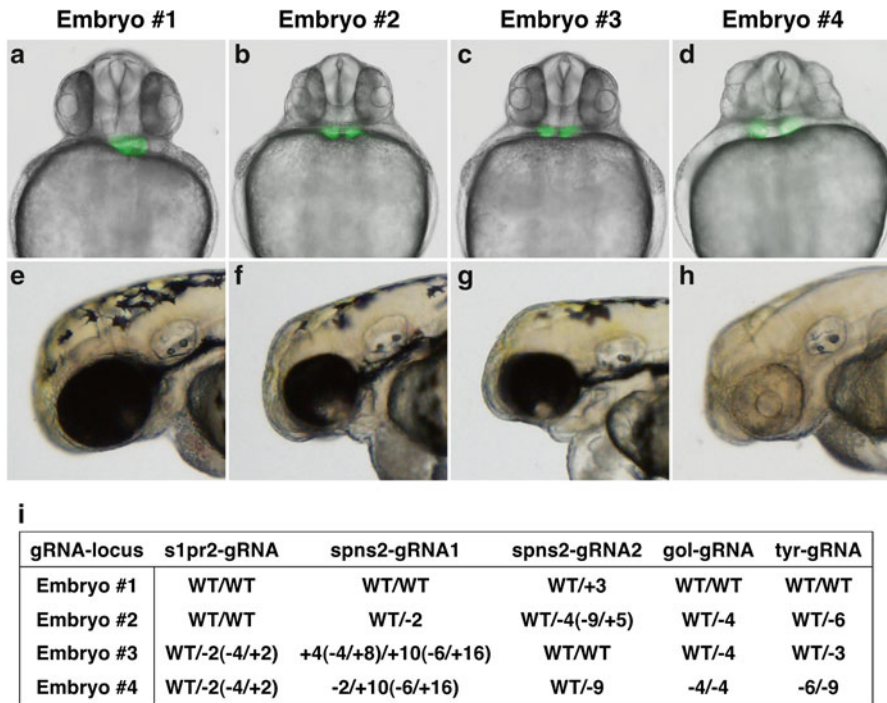 Embryo #1 Embryo #2 Embryo #3 Embryo #4
a b c d
e f g h
i
gRNA-locus s1pr2-gRNA spns2-gRNA1 spns2-gRNA2 gol-gRNA tyr-gRNA
Embryo #1 WT/WT WT/WT WT/+3 WT/WT WT/WT
Embryo #2 WT/WT WT/-2 WT/-4(-9/+5) WT/-4 WT/-6
Embryo #3 WT/-2(-4/+2) +4(-4/+8)/+10(-6/+16) WT/WT WT/-4 WT/-3
Embryo #4 WT/-2(-4/+2) -2/+10(-6/+16) WT/-9 -4/-4 -6/-9